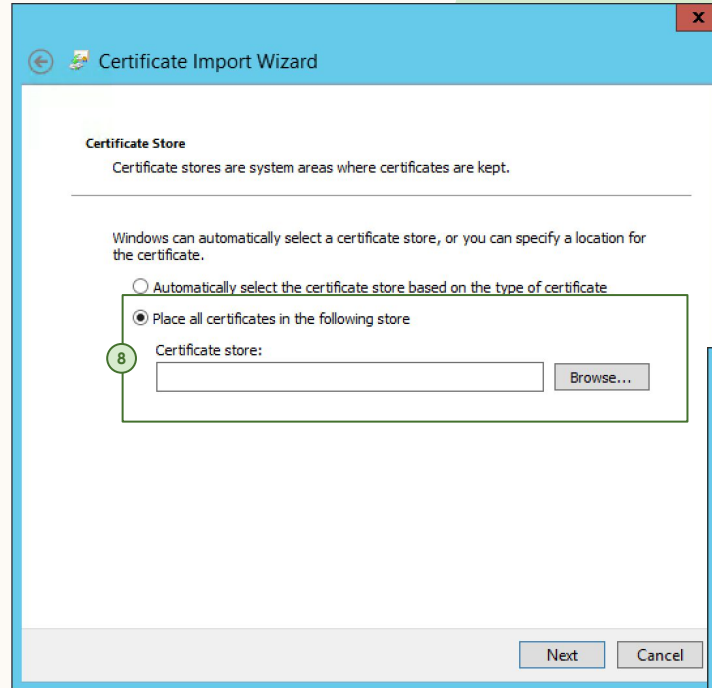 x
Certificate Import Wizard
Certificate Store
Certificate stores are system areas where certificates are kept.
Windows can automatically select a certificate store, or you can specify a location for
the certificate.
Automatically select the certificate store based on the type of certificate
Place all certificates in the following store
8
Certificate store:
Browse...
Next
Cancel